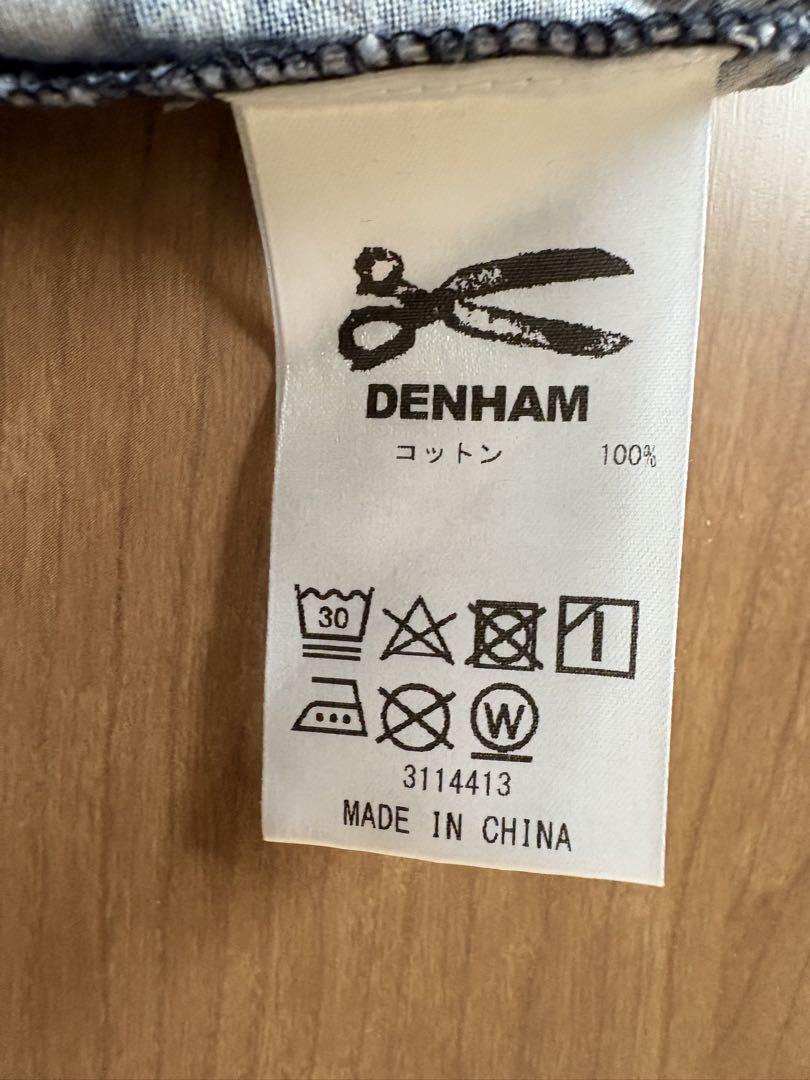 DENHAM
コットン 100%
30
W
3114413
MADE IN CHINA